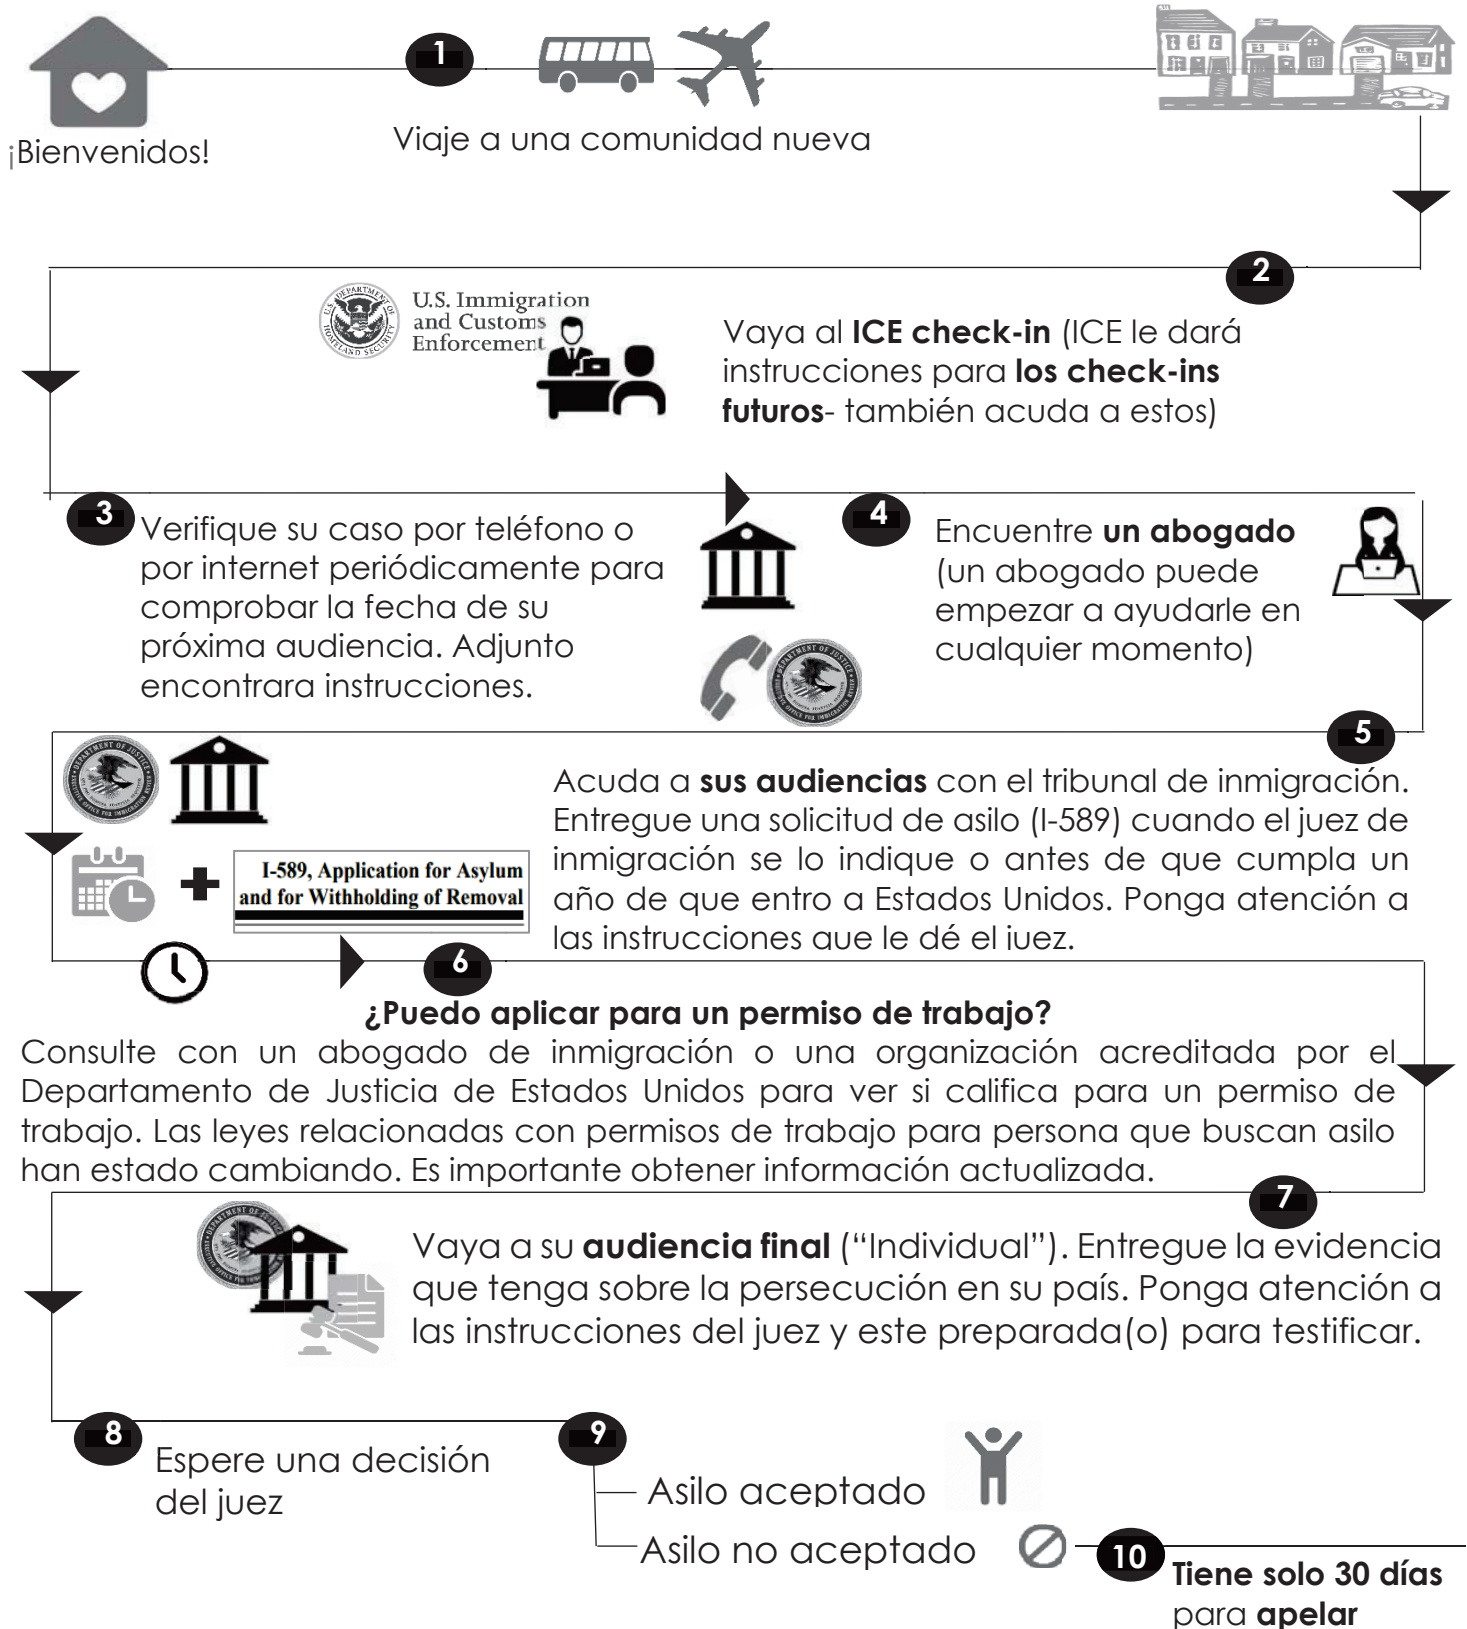 1
¡Bienvenidos!
Viaje a una comunidad nueva
2
U.S. Immigration
and Customs
Enforcement
Vaya al ICE check-in (ICE le dará
instrucciones para los check-ins
futuros- también acuda a estos)
3
Verifique su caso por teléfono o
por internet periódicamente para
comprobar la fecha de su
próxima audiencia. Adjunto
encontrara instrucciones.
4
Encuentre un abogado
(un abogado puede
empezar a ayudarle en
cualquier momento)
5
Acuda a sus audiencias con el tribunal de inmigración.
Entregue una solicitud de asilo (I-589) cuando el juez de
inmigración se lo indique o antes de que cumpla un
año de que entro a Estados Unidos. Ponga atención a
las instrucciones que le dé el juez.
I-589, Application for Asylum
and for Withholding of Removal
6
¿Puedo aplicar para un permiso de trabajo?
Consulte con un abogado de inmigración o una organización acreditada por el
Departamento de Justicia de Estados Unidos para ver si califica para un permiso de
trabajo. Las leyes relacionadas con permisos de trabajo para persona que buscan asilo
han estado cambiando. Es importante obtener información actualizada.
7
Vaya a su audiencia final (“Individual”). Entregue la evidencia
que tenga sobre la persecución en su país. Ponga atención a
las instrucciones del juez y este preparada(o) para testificar.
8
Espere una decisión
del juez
9
Asilo aceptado
Asilo no aceptado
10
Tiene solo 30 días
para apelar